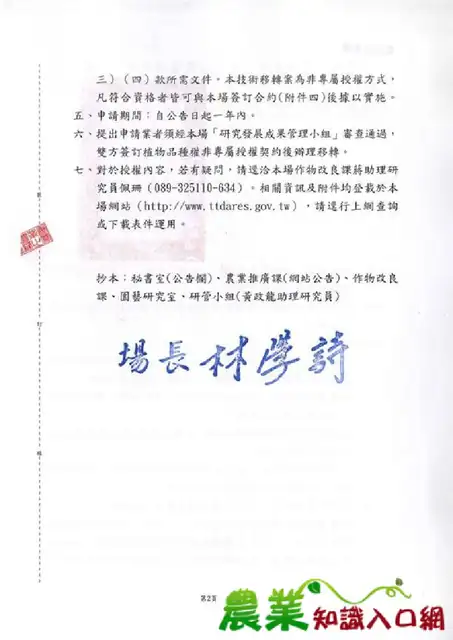 三)(四)款所需文件。本技術移轉案為非專屬授權方式,
凡符合資格者皆可與本場簽訂合約(附件四)後據以實施。
五、申請期間:自公告日起一年內。
六、提出申請業者須經本場「研究發展成果管理小組」審查通過,
雙方簽訂植物品種權非專屬授權契約後辦理移轉。
七、對於授權內容,若有疑問,請逕洽本場作物改良課蔣助理研
究員佩珊(089-325110-634)。相關資訊及附件均登載於本
場網站(http://www.ttdares.gov.tw),請逕行上網查詢
或下載表件運用。
抄本:秘書室(公告欄)、農業推廣課(網站公告)、作物改良
課、園藝研究室、研管小組(黃政龍助理研究員)
場長林學詩
訂
線
第2頁
農業知識入口網